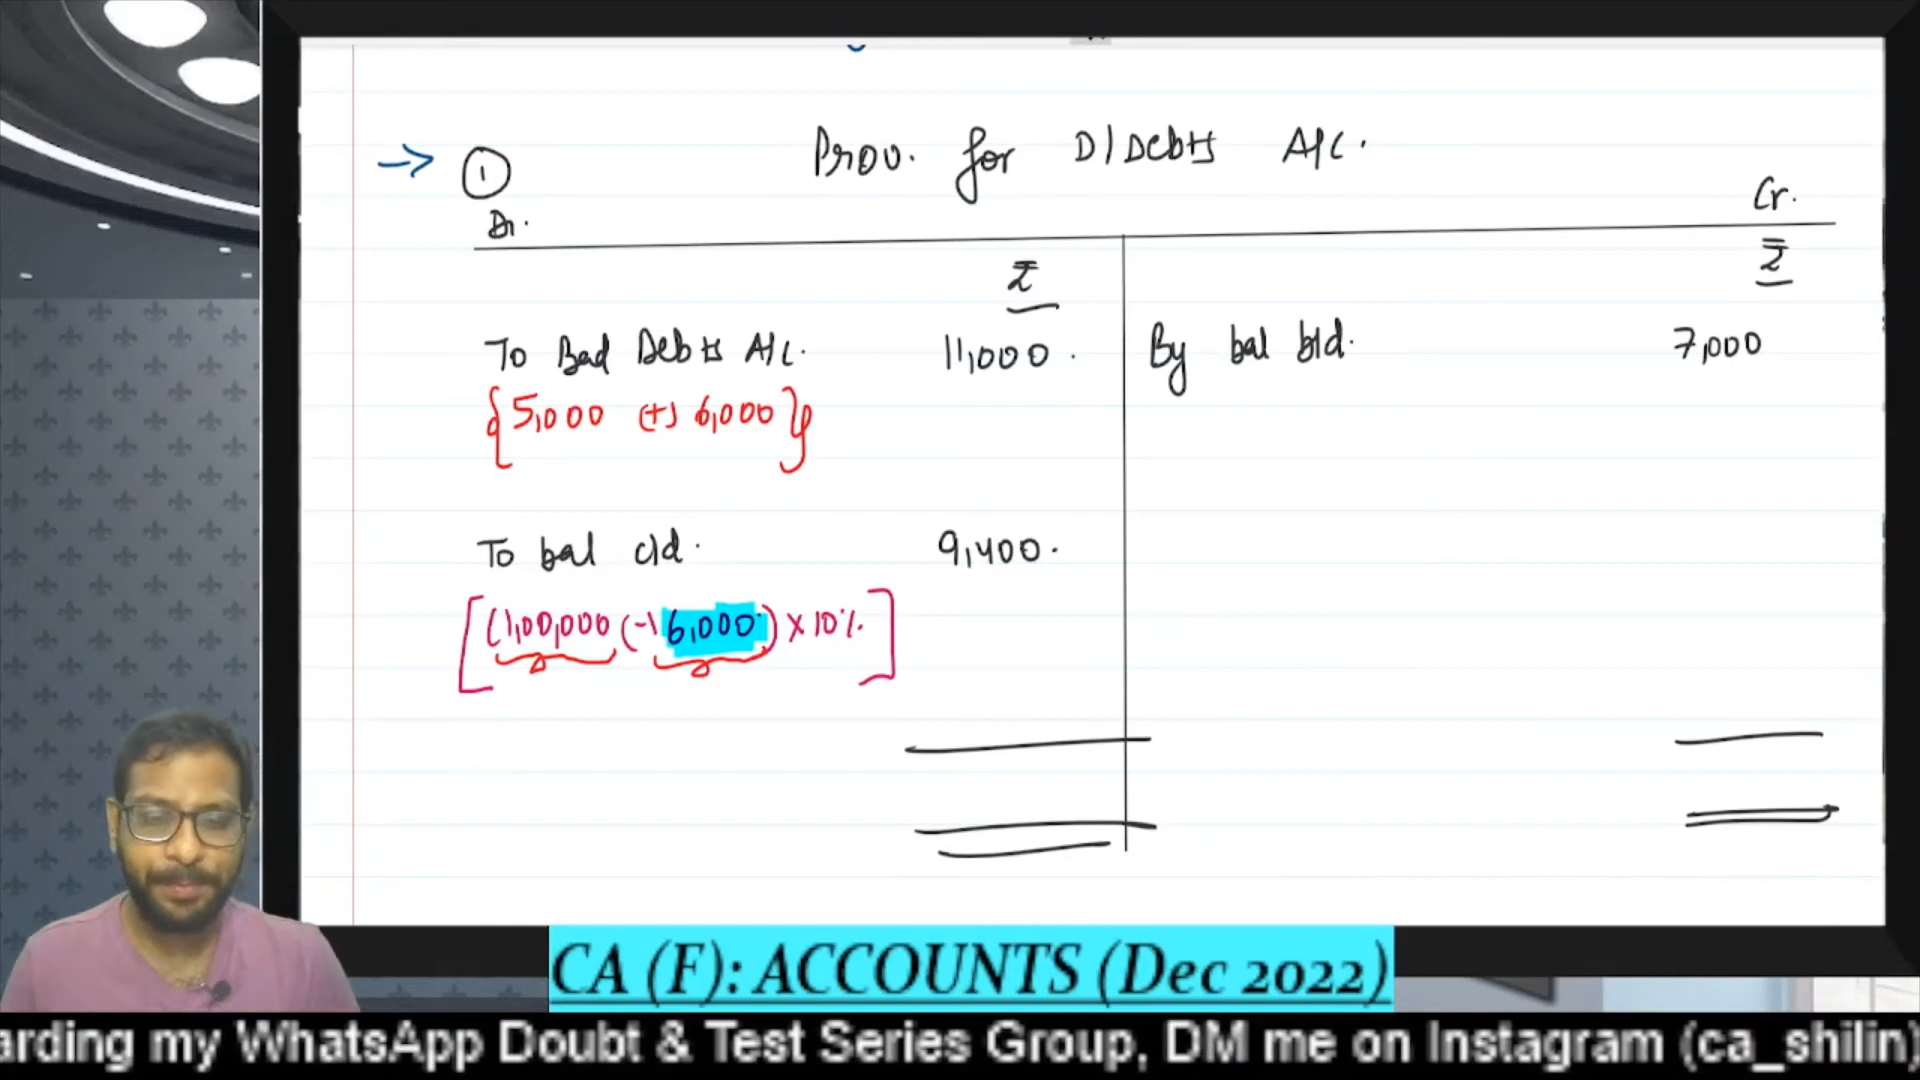 Prov. for D/Debts A/c.
→ ①
Dr.
Cr.
₹
₹
To Bad Debts A/c. 11,000.
By bal b/d. 7,000
{5,000 (+) 6,000}
To bal c/d. 9,400.
[(1,00,000 (-) 6,000) x 10%]
CA (F): ACCOUNTS (Dec 2022)
arding my WhatsApp Doubt & Test Series Group, DM me on Instagram (ca_shilin)